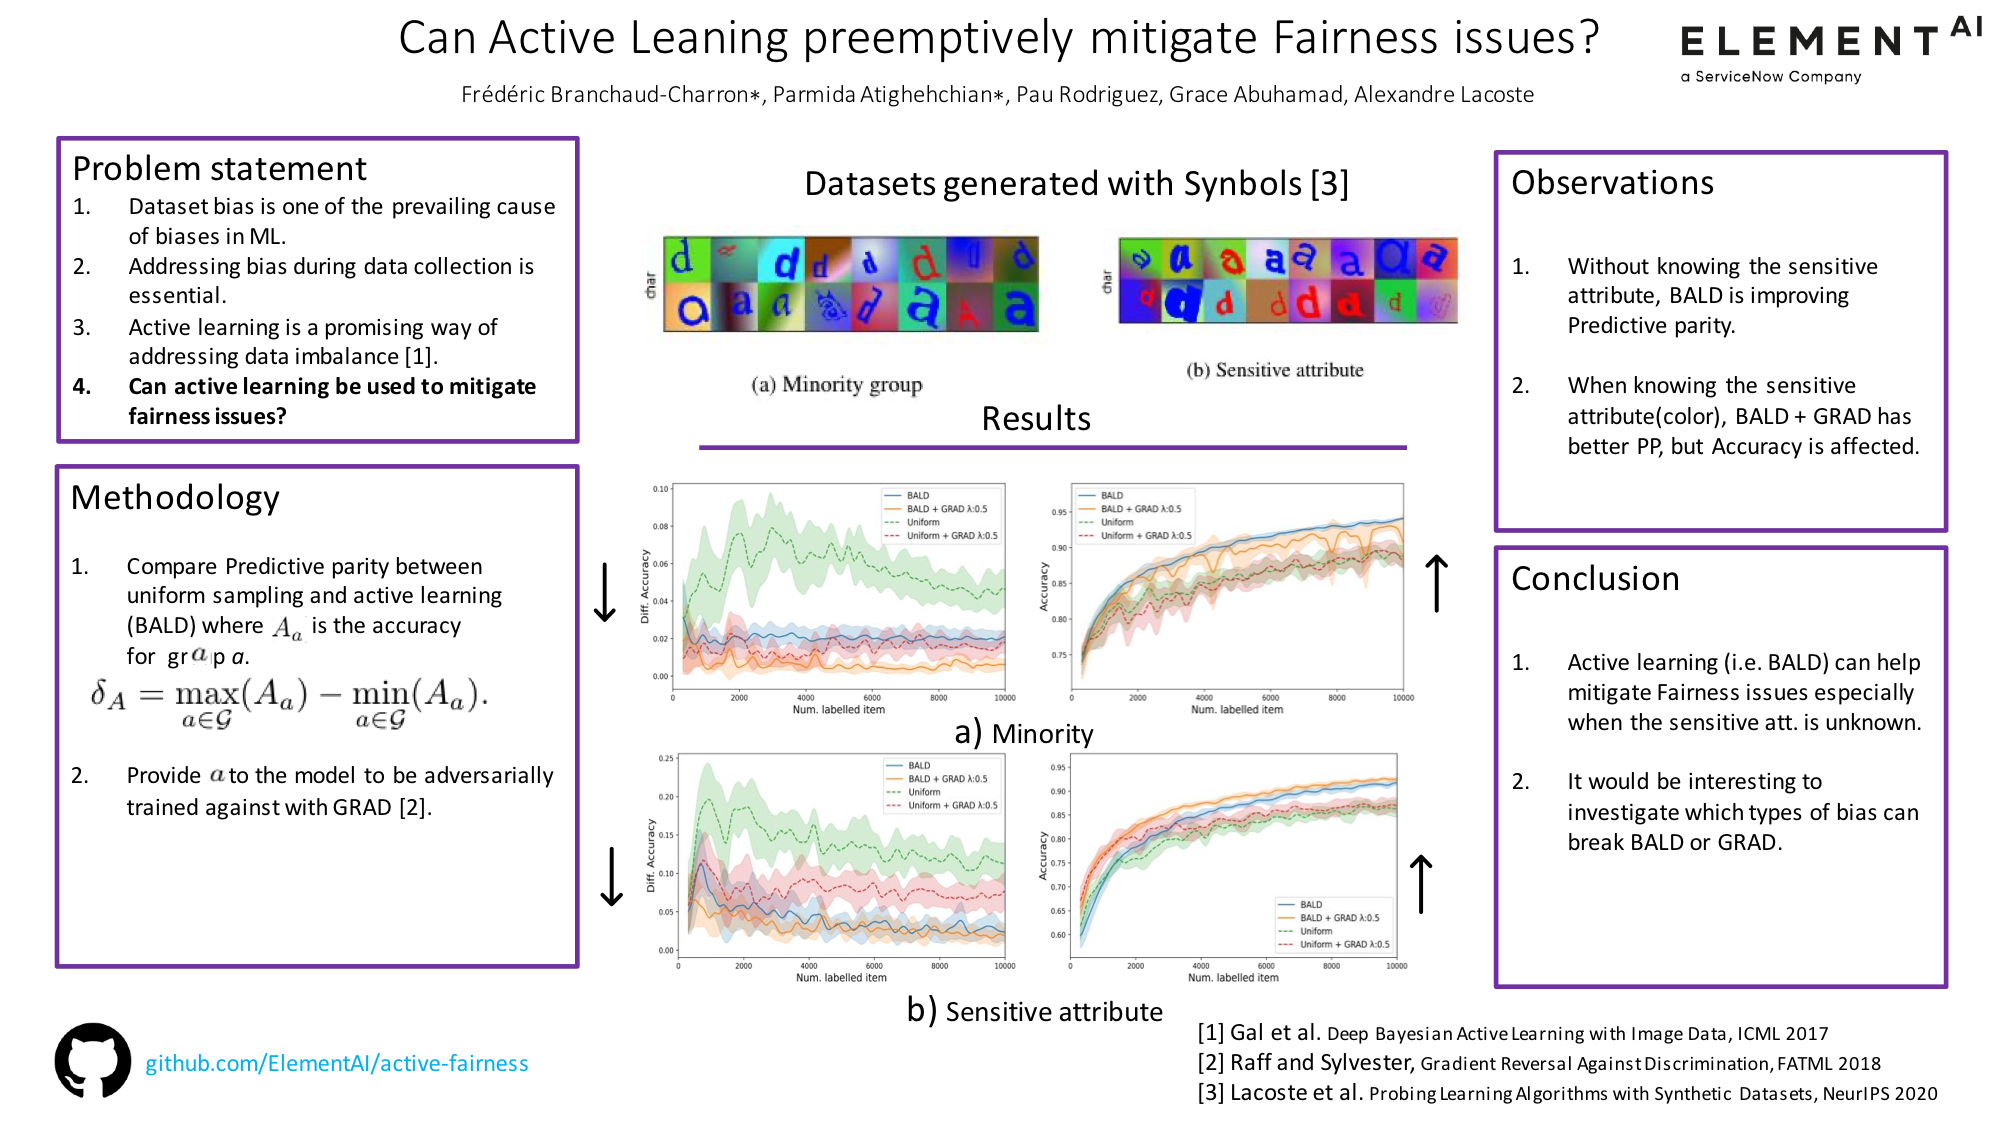 Can Active Leaning preemptively mitigate Fairness issues?
Frédéric Branchaud-Charron*, Parmida Atighehchian*, Pau Rodriguez, Grace Abuhamad, Alexandre Lacoste
ELEMENT AI
a ServiceNow Company
Problem statement
1. Dataset bias is one of the prevailing cause
of biases in ML.
2. Addressing bias during data collection is
essential.
3. Active learning is a promising way of
addressing data imbalance [1].
4. Can active learning be used to mitigate
fairness issues?
Methodology
1. Compare Predictive parity between
uniform sampling and active learning
(BALD) where A_a is the accuracy
for gr a p a.
δ_A = max(A_a) − min(A_a).
a∈𝒢 a∈𝒢
2. Provide a to the model to be adversarially
trained against with GRAD [2].
github.com/ElementAI/active-fairness
Datasets generated with Synbols [3]
char
d d d d d d d
a a a d a A a
(a) Minority group
char
a a a a a a a a
d d d d d a d d
(b) Sensitive attribute
Results
0.10
0.08
0.06
0.04
0.02
0.00
Diff. Accuracy
BALD
BALD + GRAD λ:0.5
Uniform
Uniform + GRAD λ:0.5
0 2000 4000 6000 8000 10000
Num. labelled item
0.95
0.90
0.85
0.80
0.75
Accuracy
BALD
BALD + GRAD λ:0.5
Uniform
Uniform + GRAD λ:0.5
0 2000 4000 6000 8000 10000
Num. labelled item
a) Minority
0.25
0.20
0.15
0.10
0.05
0.00
Diff. Accuracy
BALD
BALD + GRAD λ:0.5
Uniform
Uniform + GRAD λ:0.5
0 2000 4000 6000 8000 10000
Num. labelled item
0.95
0.90
0.85
0.80
0.75
0.70
0.65
0.60
Accuracy
BALD
BALD + GRAD λ:0.5
Uniform
Uniform + GRAD λ:0.5
0 2000 4000 6000 8000 10000
Num. labelled item
b) Sensitive attribute
Observations
1. Without knowing the sensitive
attribute, BALD is improving
Predictive parity.
2. When knowing the sensitive
attribute(color), BALD + GRAD has
better PP, but Accuracy is affected.
Conclusion
1. Active learning (i.e. BALD) can help
mitigate Fairness issues especially
when the sensitive att. is unknown.
2. It would be interesting to
investigate which types of bias can
break BALD or GRAD.
[1] Gal et al. Deep Bayesian Active Learning with Image Data, ICML 2017
[2] Raff and Sylvester, Gradient Reversal Against Discrimination, FATML 2018
[3] Lacoste et al. Probing Learning Algorithms with Synthetic Datasets, NeurIPS 2020